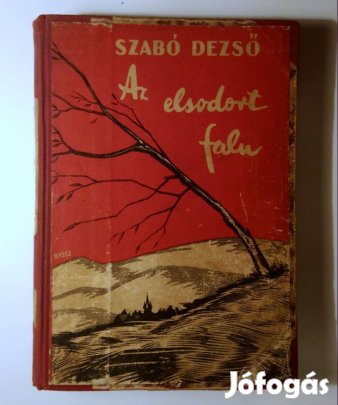 SZABÓ DEZSŐ
Az
elsodort
falu
Jófogás